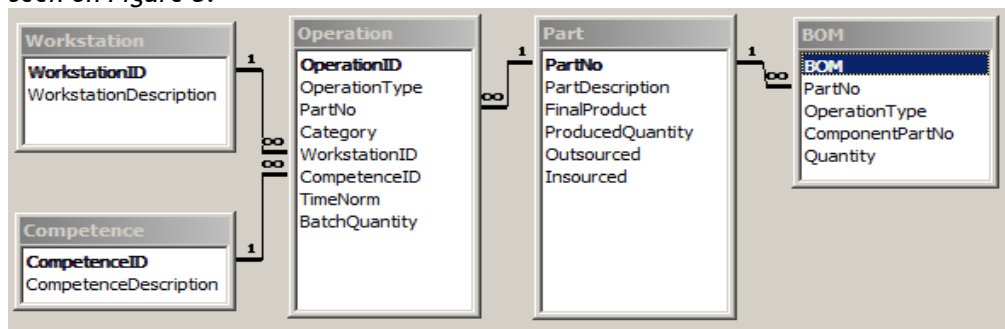 seen on Figure 3.
Workstation
WorkstationID
WorkstationDescription
Competence
CompetenceID
CompetenceDescription
Operation
OperationID
OperationType
PartNo
Category
WorkstationID
CompetenceID
TimeNorm
BatchQuantity
Part
PartNo
PartDescription
FinalProduct
ProducedQuantity
Outsourced
Insourced
BOM
BOM
PartNo
OperationType
ComponentPartNo
Quantity
1
∞
∞
1
1
∞
1
∞